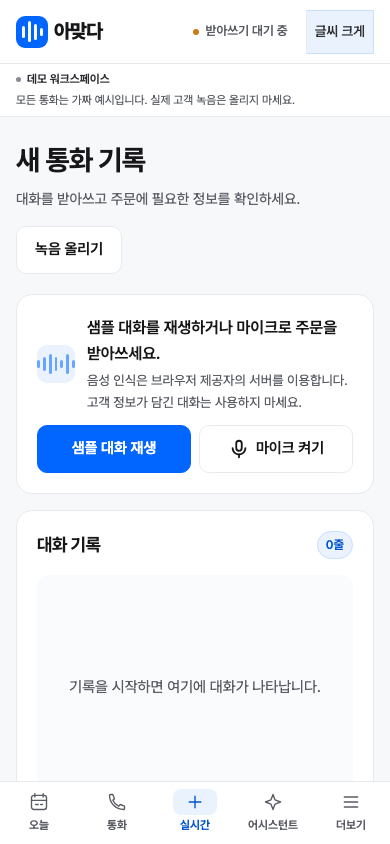 아맞다
받아쓰기 대기 중
글씨 크게
데모 워크스페이스
모든 통화는 가짜 예시입니다. 실제 고객 녹음은 올리지 마세요.
새 통화 기록
대화를 받아쓰고 주문에 필요한 정보를 확인하세요.
녹음 올리기
샘플 대화를 재생하거나 마이크로 주문을
받아쓰세요.
음성 인식은 브라우저 제공자의 서버를 이용합니다.
고객 정보가 담긴 대화는 사용하지 마세요.
샘플 대화 재생
마이크 켜기
대화 기록
0줄
기록을 시작하면 여기에 대화가 나타납니다.
오늘
통화
실시간
어시스턴트
더보기